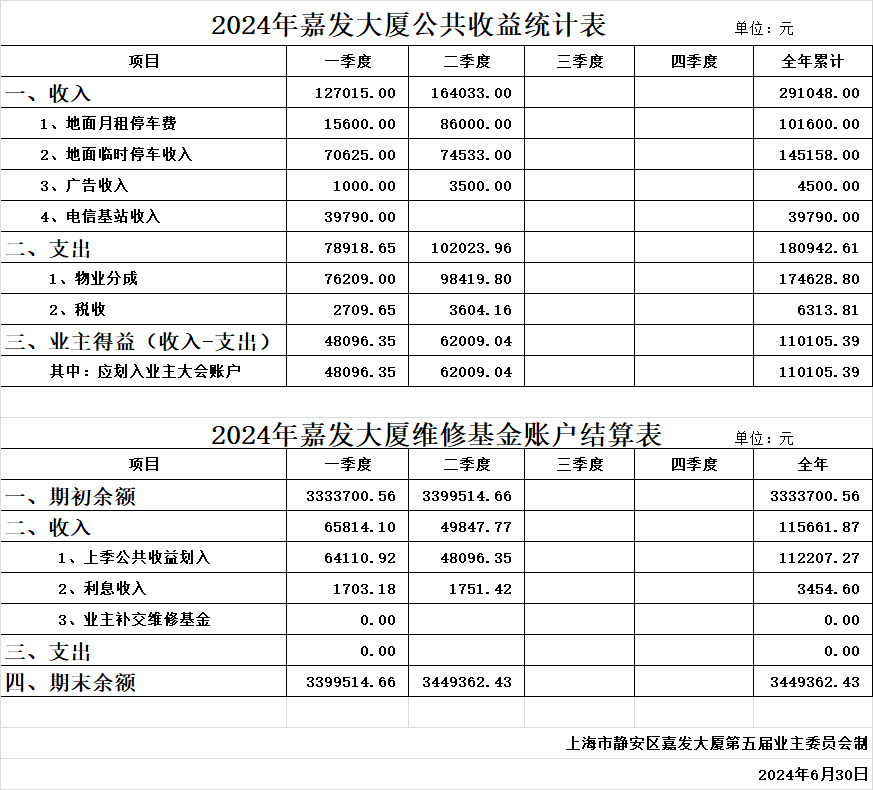 2024年嘉发大厦公共收益统计表 单位：元
项目 一季度 二季度 三季度 四季度 全年累计
一、收入 127015.00 164033.00 291048.00
1、地面月租停车费 15600.00 86000.00 101600.00
2、地面临时停车收入 70625.00 74533.00 145158.00
3、广告收入 1000.00 3500.00 4500.00
4、电信基站收入 39790.00 39790.00
二、支出 78918.65 102023.96 180942.61
1、物业分成 76209.00 98419.80 174628.80
2、税收 2709.65 3604.16 6313.81
三、业主得益（收入-支出） 48096.35 62009.04 110105.39
其中：应划入业主大会账户 48096.35 62009.04 110105.39
2024年嘉发大厦维修基金账户结算表 单位：元
项目 一季度 二季度 三季度 四季度 全年
一、期初余额 3333700.56 3399514.66 3333700.56
二、收入 65814.10 49847.77 115661.87
1、上季公共收益划入 64110.92 48096.35 112207.27
2、利息收入 1703.18 1751.42 3454.60
3、业主补交维修基金 0.00 0.00
三、支出 0.00 0.00
四、期末余额 3399514.66 3449362.43 3449362.43
上海市静安区嘉发大厦第五届业主委员会制
2024年6月30日